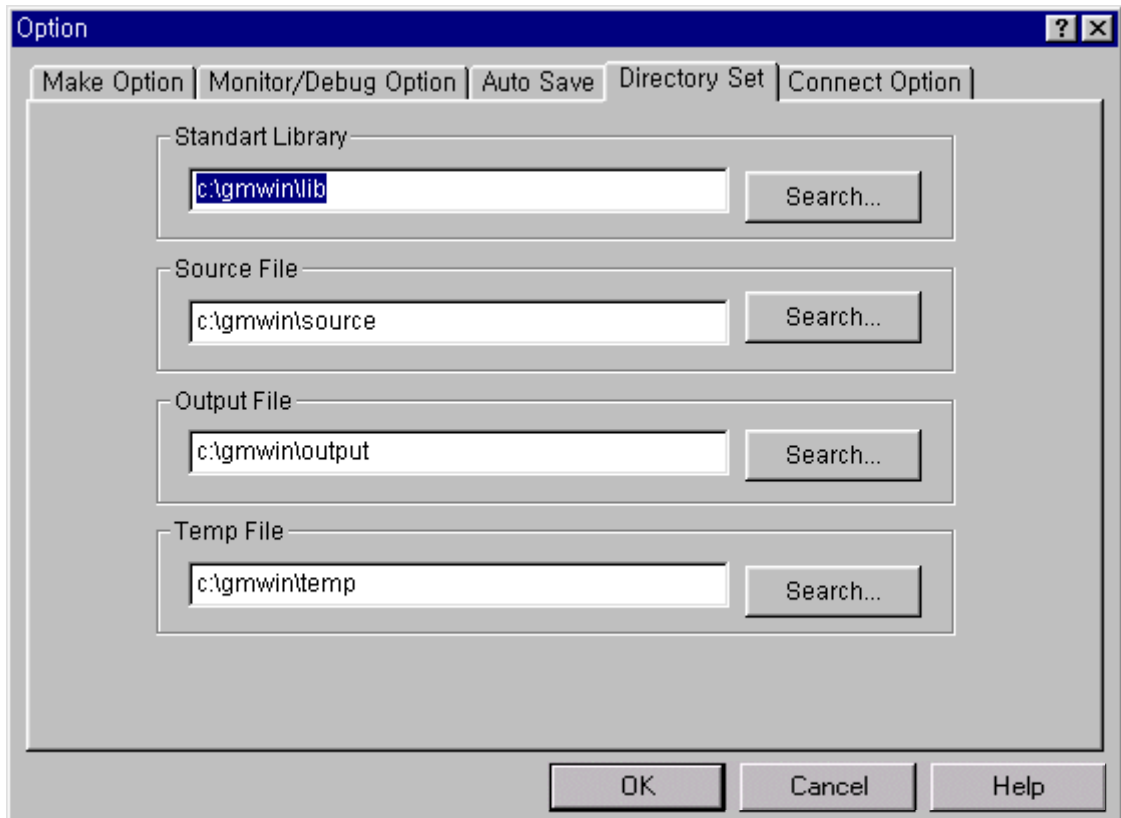 Option
Make Option Monitor/Debug Option Auto Save Directory Set Connect Option
Standart Library
c:\gmwin\lib Search...
Source File
c:\gmwin\source Search...
Output File
c:\gmwin\output Search...
Temp File
c:\gmwin\temp Search...
OK Cancel Help